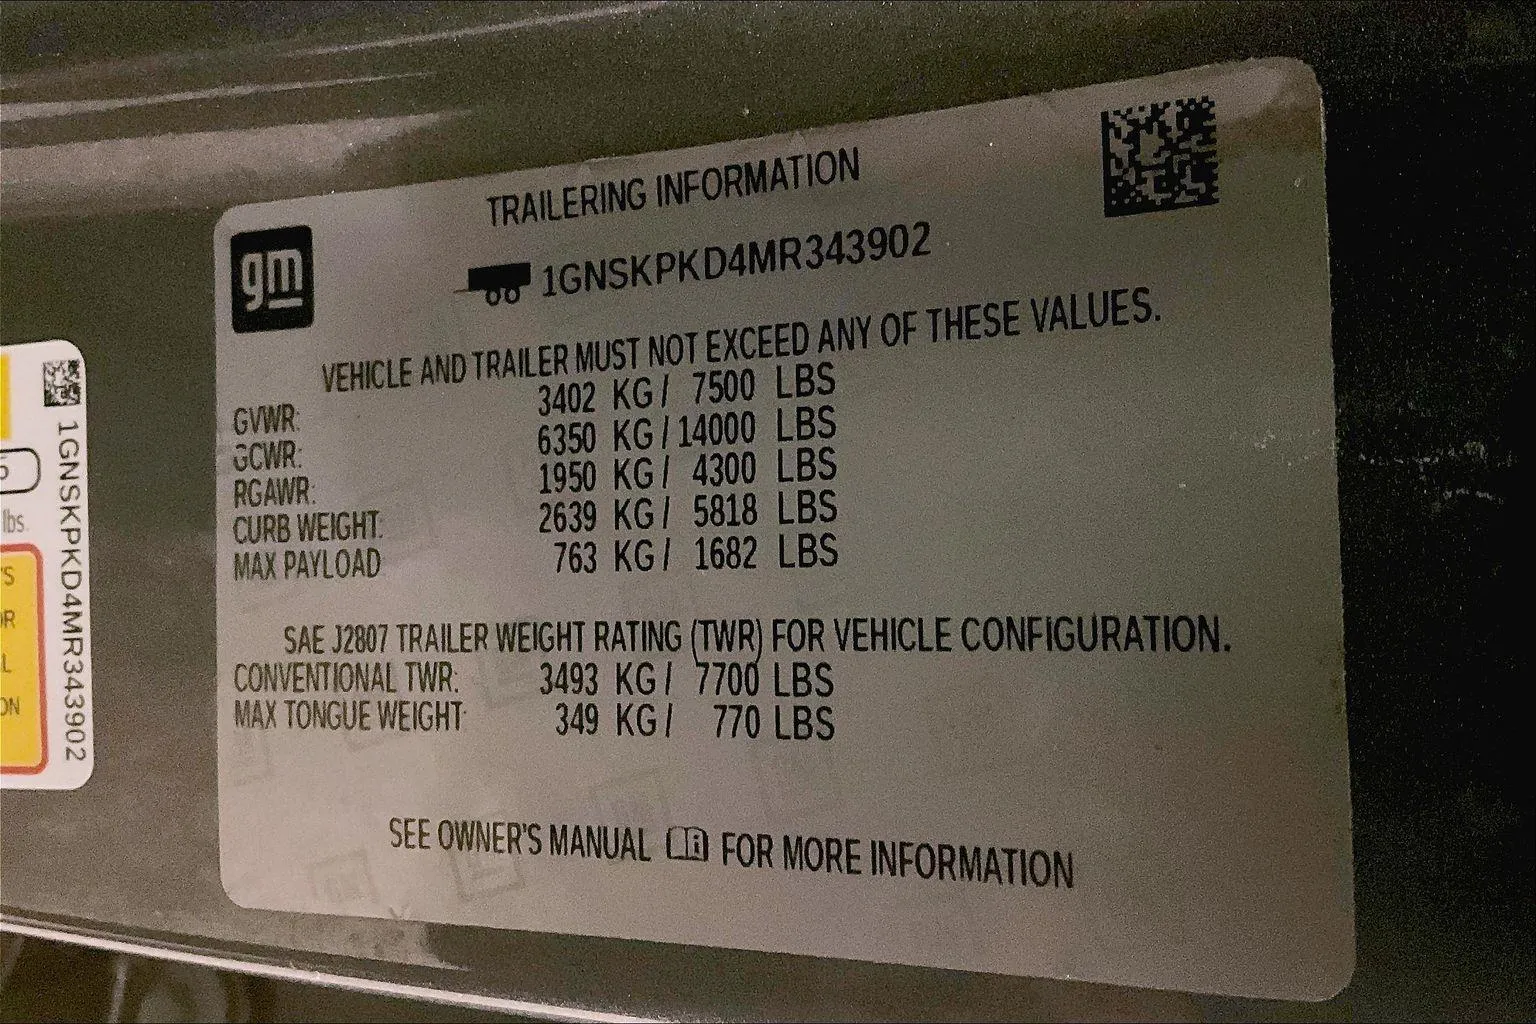 gm
TRAILERING INFORMATION
1GNSKPKD4MR343902
VEHICLE AND TRAILER MUST NOT EXCEED ANY OF THESE VALUES.
GVWR: 3402 KG / 7500 LBS
GCWR: 6350 KG / 14000 LBS
RGAWR: 1950 KG / 4300 LBS
CURB WEIGHT: 2639 KG / 5818 LBS
MAX PAYLOAD 763 KG / 1682 LBS
SAE J2807 TRAILER WEIGHT RATING (TWR) FOR VEHICLE CONFIGURATION.
CONVENTIONAL TWR: 3493 KG / 7700 LBS
MAX TONGUE WEIGHT: 349 KG / 770 LBS
SEE OWNER'S MANUAL FOR MORE INFORMATION
1GNSKPKD4MR343902
lbs.